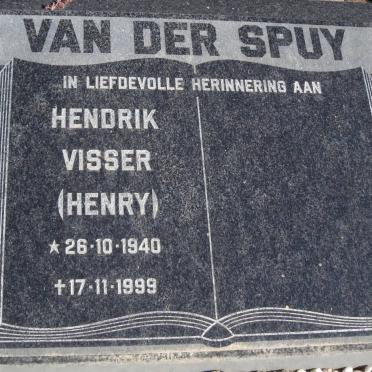 VAN DER SPUY
IN LIEFDEVOLLE HERINNERING AAN
HENDRIK
VISSER
(HENRY)
★ 26·10·1940
✝ 17·11·1999